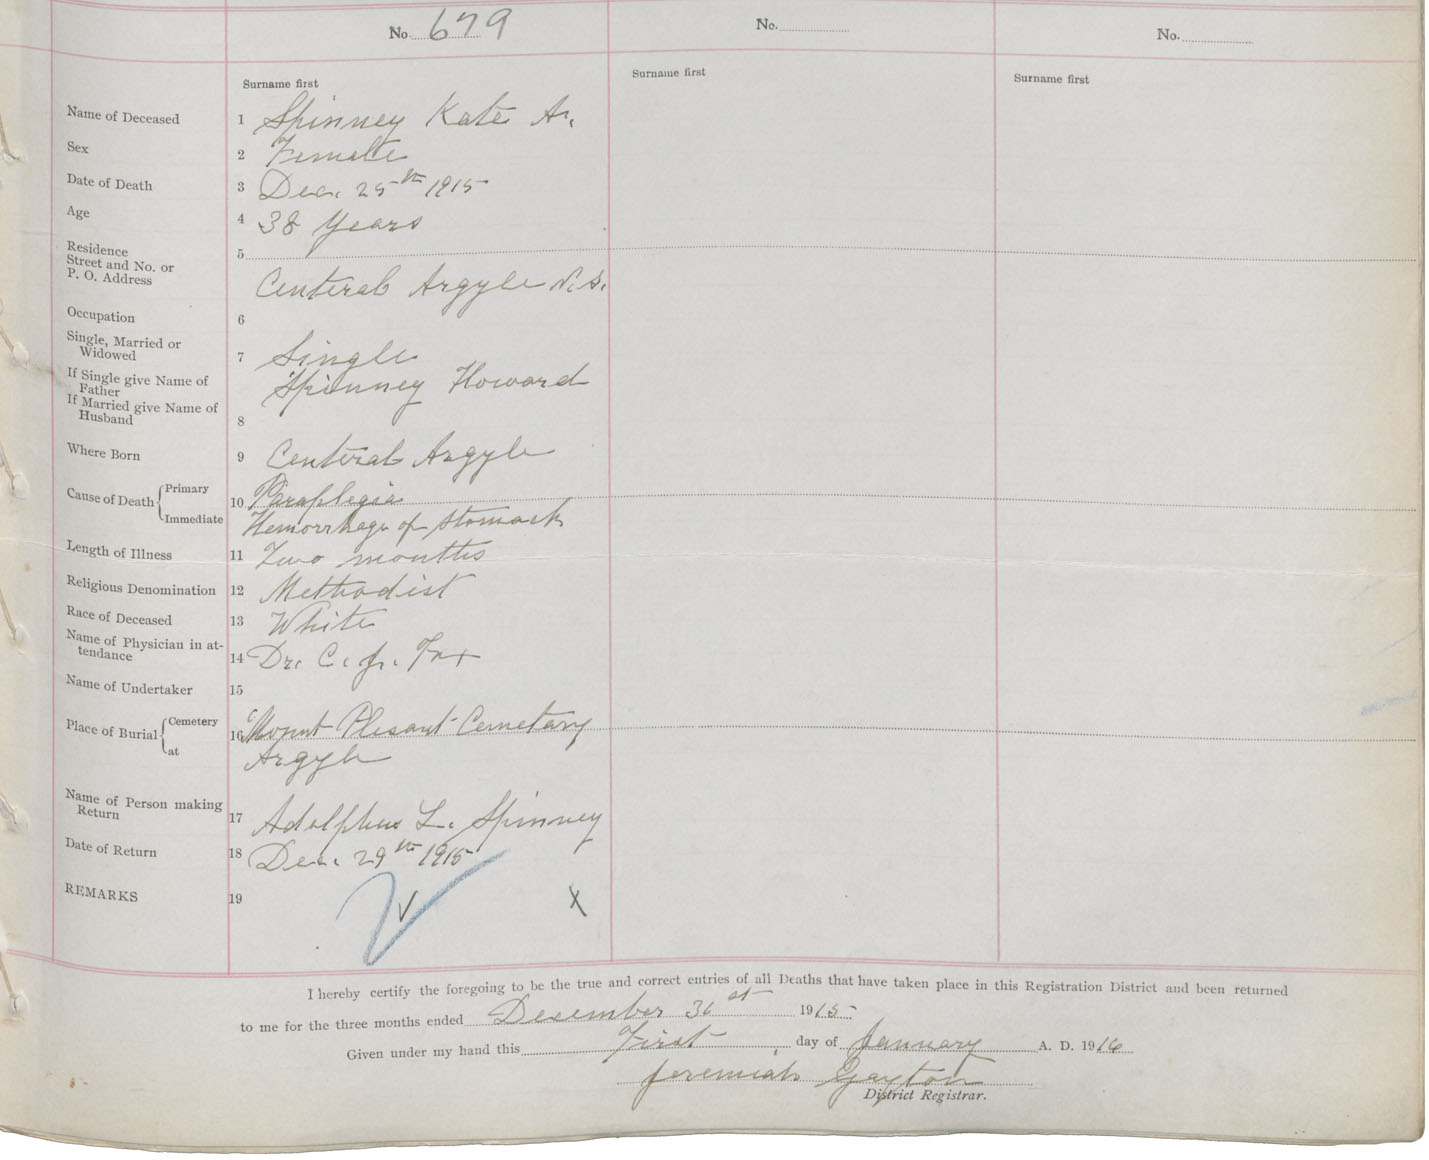 No. 679
No.
No.
Surname first
Surname first
Surname first
Name of Deceased 1 Spinney Kate A.
Sex 2 Female
Date of Death 3 Dec. 25th 1915
Age 4 38 Years
Residence
Street and No. or
P. O. Address 5 Centeral Argyle N.S.
Occupation 6
Single, Married or
Widowed 7 Single
If Single give Name of
Father Spinney Howard
If Married give Name of
Husband 8
Where Born 9 Centeral Argyle
Cause of Death Primary 10 Paraplegia
Immediate Hemorrhage of Stomach
Length of Illness 11 Two months
Religious Denomination 12 Methodist
Race of Deceased 13 White
Name of Physician in at-
tendance 14 Dr. C. J. Fox
Name of Undertaker 15
Place of Burial Cemetery 16 Mount Plesant Cemetary
at Argyle
Name of Person making
Return 17 Adolphus L. Spinney
Date of Return 18 Dec. 29th 1915
REMARKS 19
I hereby certify the foregoing to be the true and correct entries of all Deaths that have taken place in this Registration District and been returned
to me for the three months ended December 31st 1915
Given under my hand this First day of January A. D. 1916
Jeremiah Gayton
District Registrar.